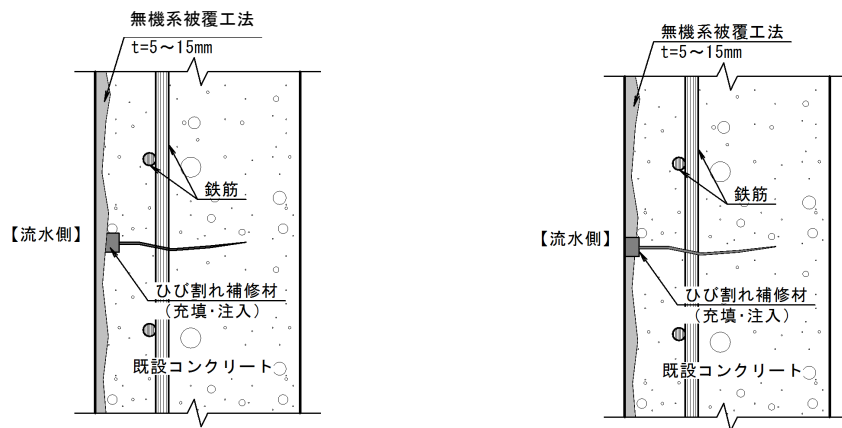 無機系被覆工法
t=5～15mm
鉄筋
【流水側】
ひび割れ補修材
（充填・注入）
既設コンクリート
無機系被覆工法
t=5～15mm
鉄筋
【流水側】
ひび割れ補修材
（充填・注入）
既設コンクリート